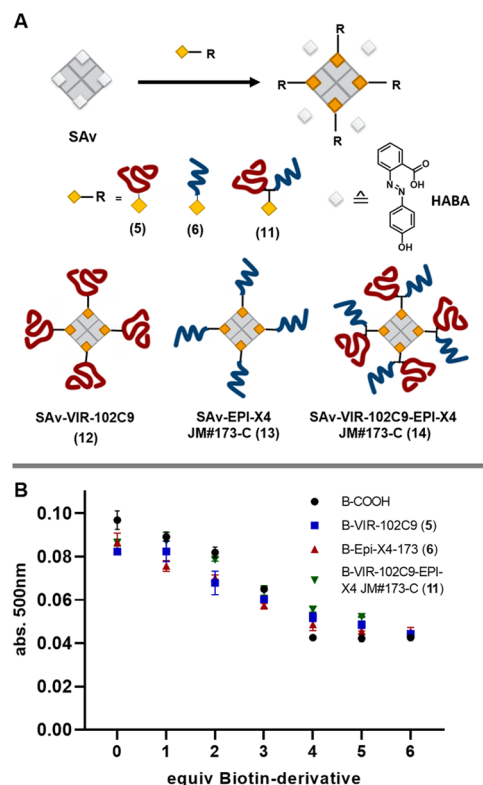 A
R
SAv
R
R
R
R
R =
(5)
(6)
(11)
≙
O
OH
N
N
OH
HABA
SAv-VIR-102C9
(12)
SAv-EPI-X4
JM#173-C (13)
SAv-VIR-102C9-EPI-X4
JM#173-C (14)
B
abs. 500nm
0.10
0.08
0.06
0.04
0.02
0.00
0 1 2 3 4 5 6
equiv Biotin-derivative
B-COOH
B-VIR-102C9 (5)
B-Epi-X4-173 (6)
B-VIR-102C9-EPI-
X4 JM#173-C (11)